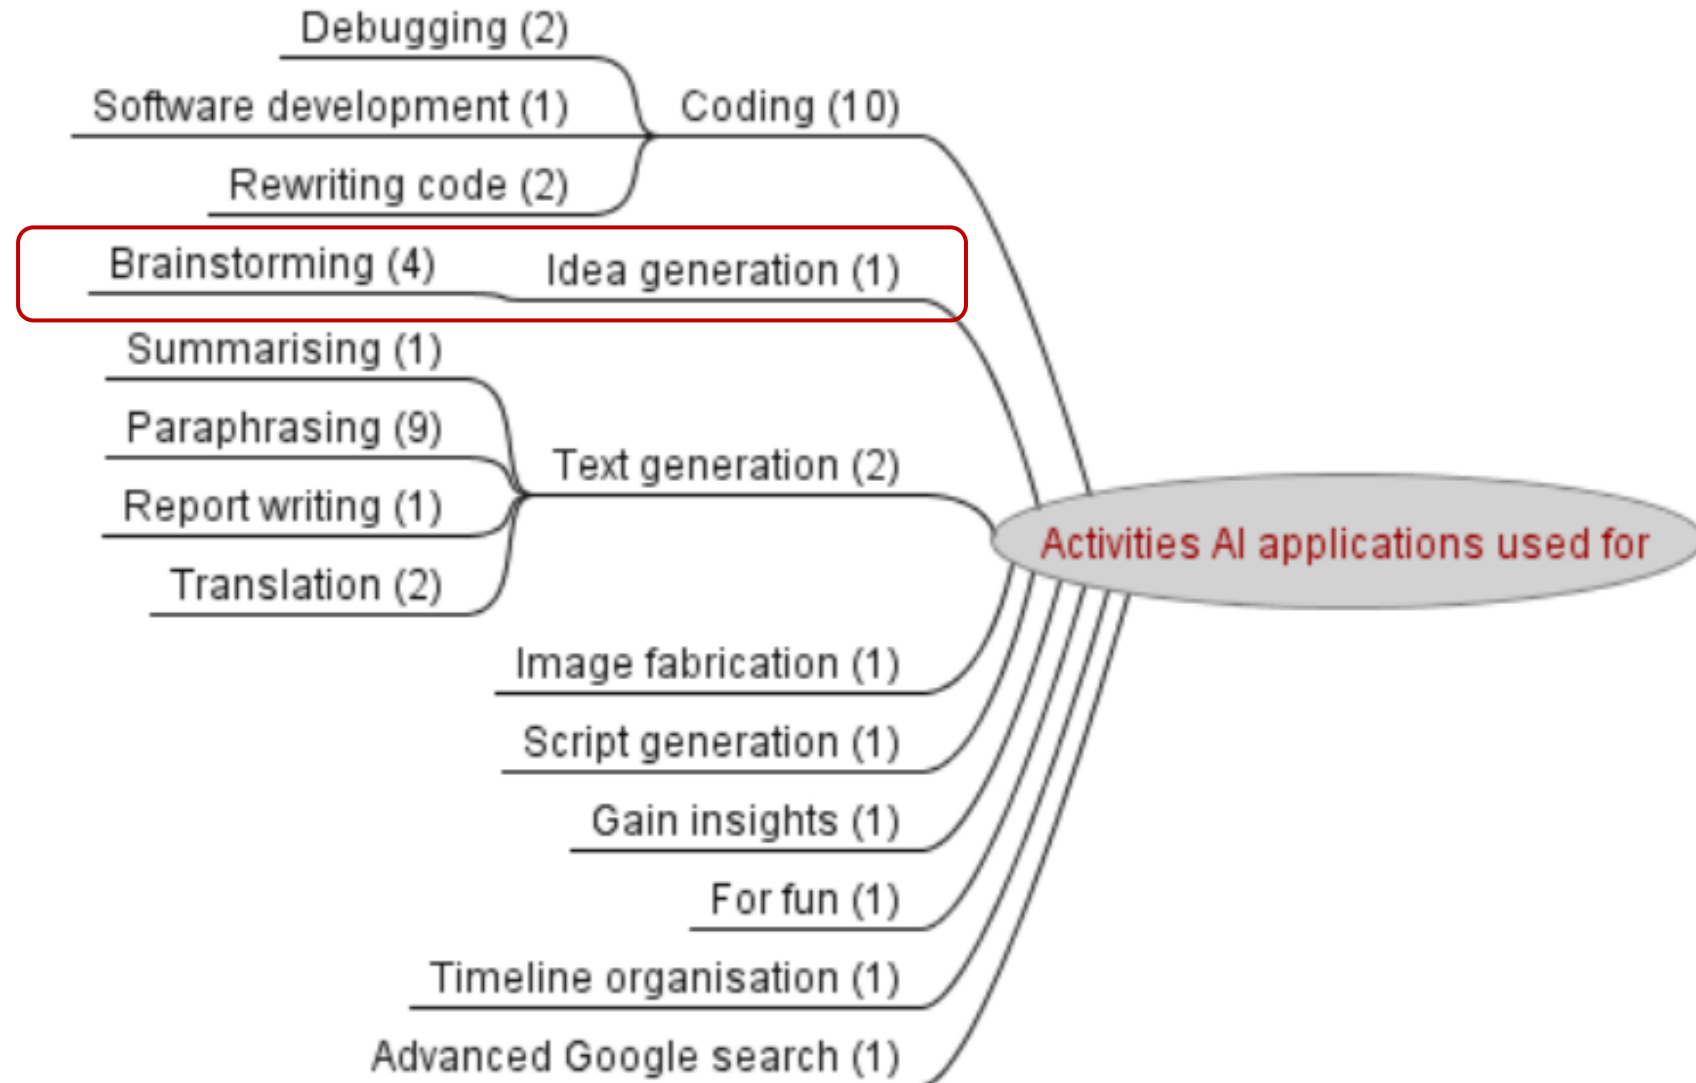 Debugging (2)
Software development (1)
Coding (10)
Rewriting code (2)
Brainstorming (4)
Idea generation (1)
Summarising (1)
Paraphrasing (9)
Text generation (2)
Report writing (1)
Translation (2)
Activities AI applications used for
Image fabrication (1)
Script generation (1)
Gain insights (1)
For fun (1)
Timeline organisation (1)
Advanced Google search (1)